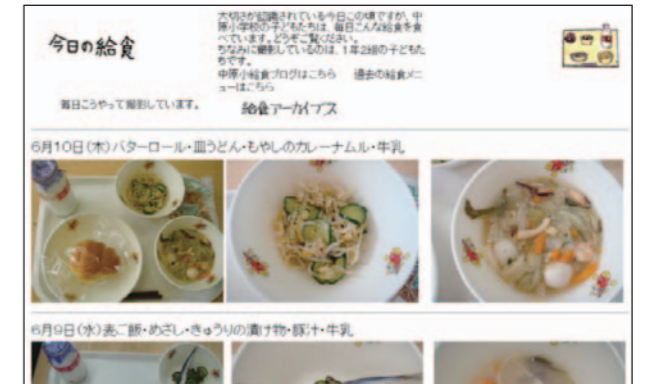 今日の給食
大切さが認識されている今日この頃ですが、中
原小学校の子どもたちは、毎日こんな給食を食
べています。どうぞご覧ください。
ちなみに撮影しているのは、1年2組の子どもた
ちです。
中原小給食ブログはこちら 過去の給食メニ
ューはこちら
毎日こうやって撮影しています。
給食アーカイブス
6月10日(木)バターロール・皿うどん・もやしのカレーナムル・牛乳
6月9日(水)麦ご飯・めざし・きゅうりの漬け物・豚汁・牛乳